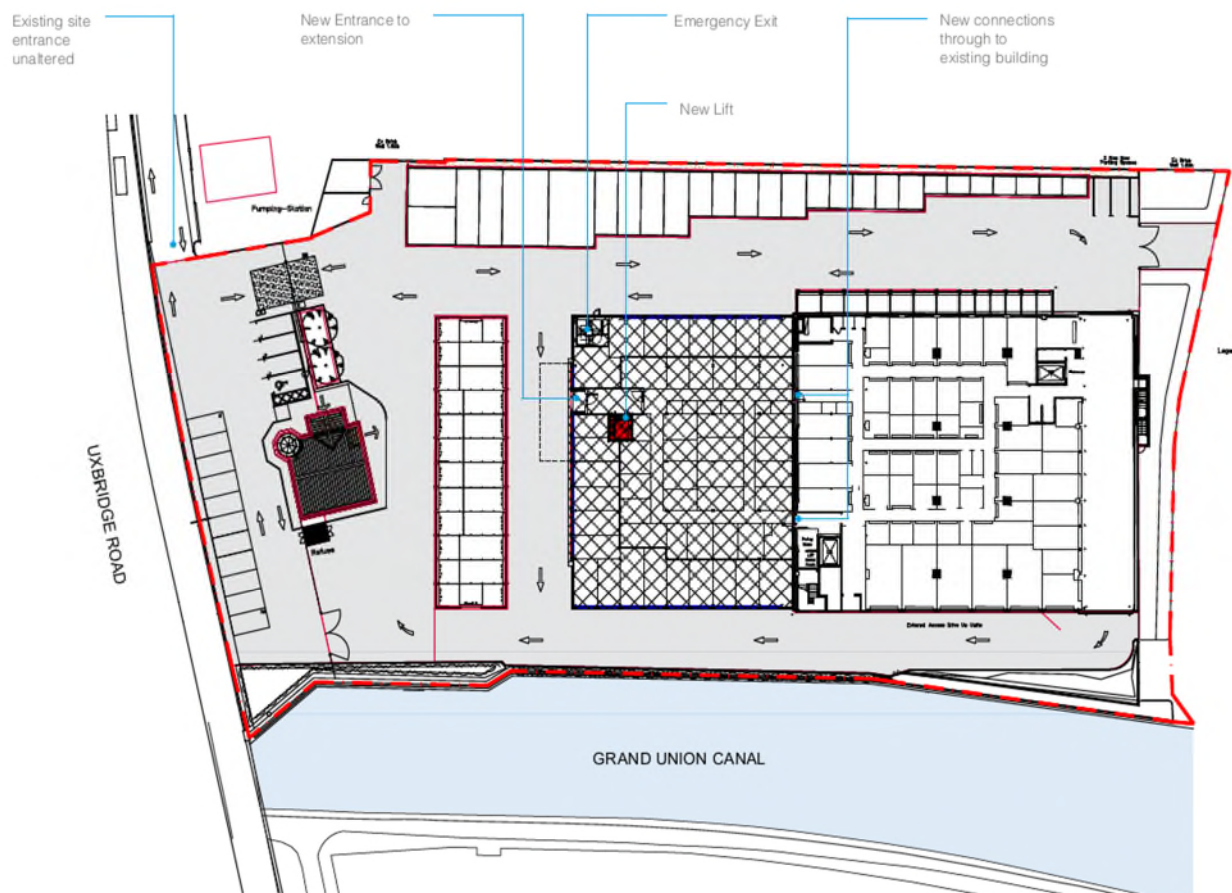 Existing site
entrance
unaltered
New Entrance to
extension
Emergency Exit
New connections
through to
existing building
New Lift
Pumping-Station
UXBRIDGE ROAD
Refuse
GRAND UNION CANAL